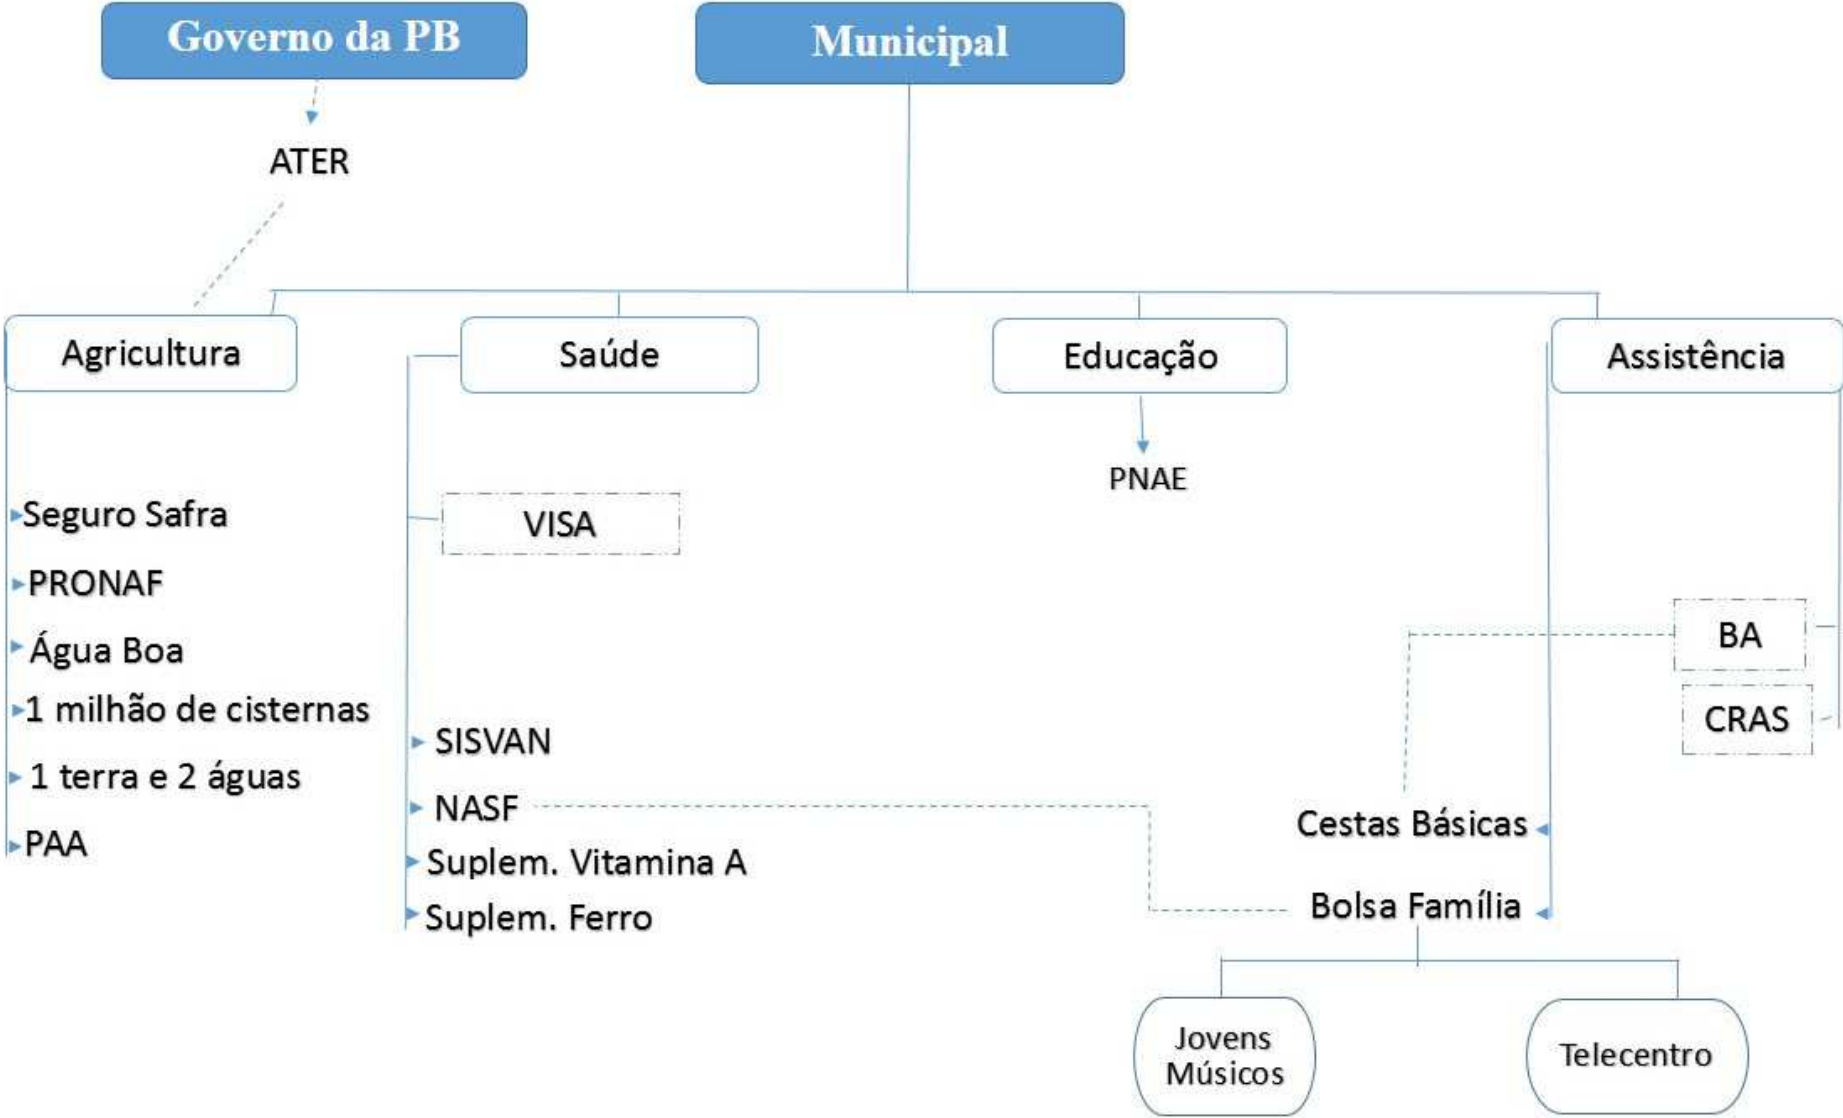 Governo da PB
Municipal
ATER
Agricultura
Saúde
Educação
Assistência
PNAE
Seguro Safra
VISA
PRONAF
BA
Água Boa
1 milhão de cisternas
CRAS
SISVAN
1 terra e 2 águas
NASF
Cestas Básicas
PAA
Suplem. Vitamina A
Suplem. Ferro
Bolsa Família
Jovens
Músicos
Telecentro